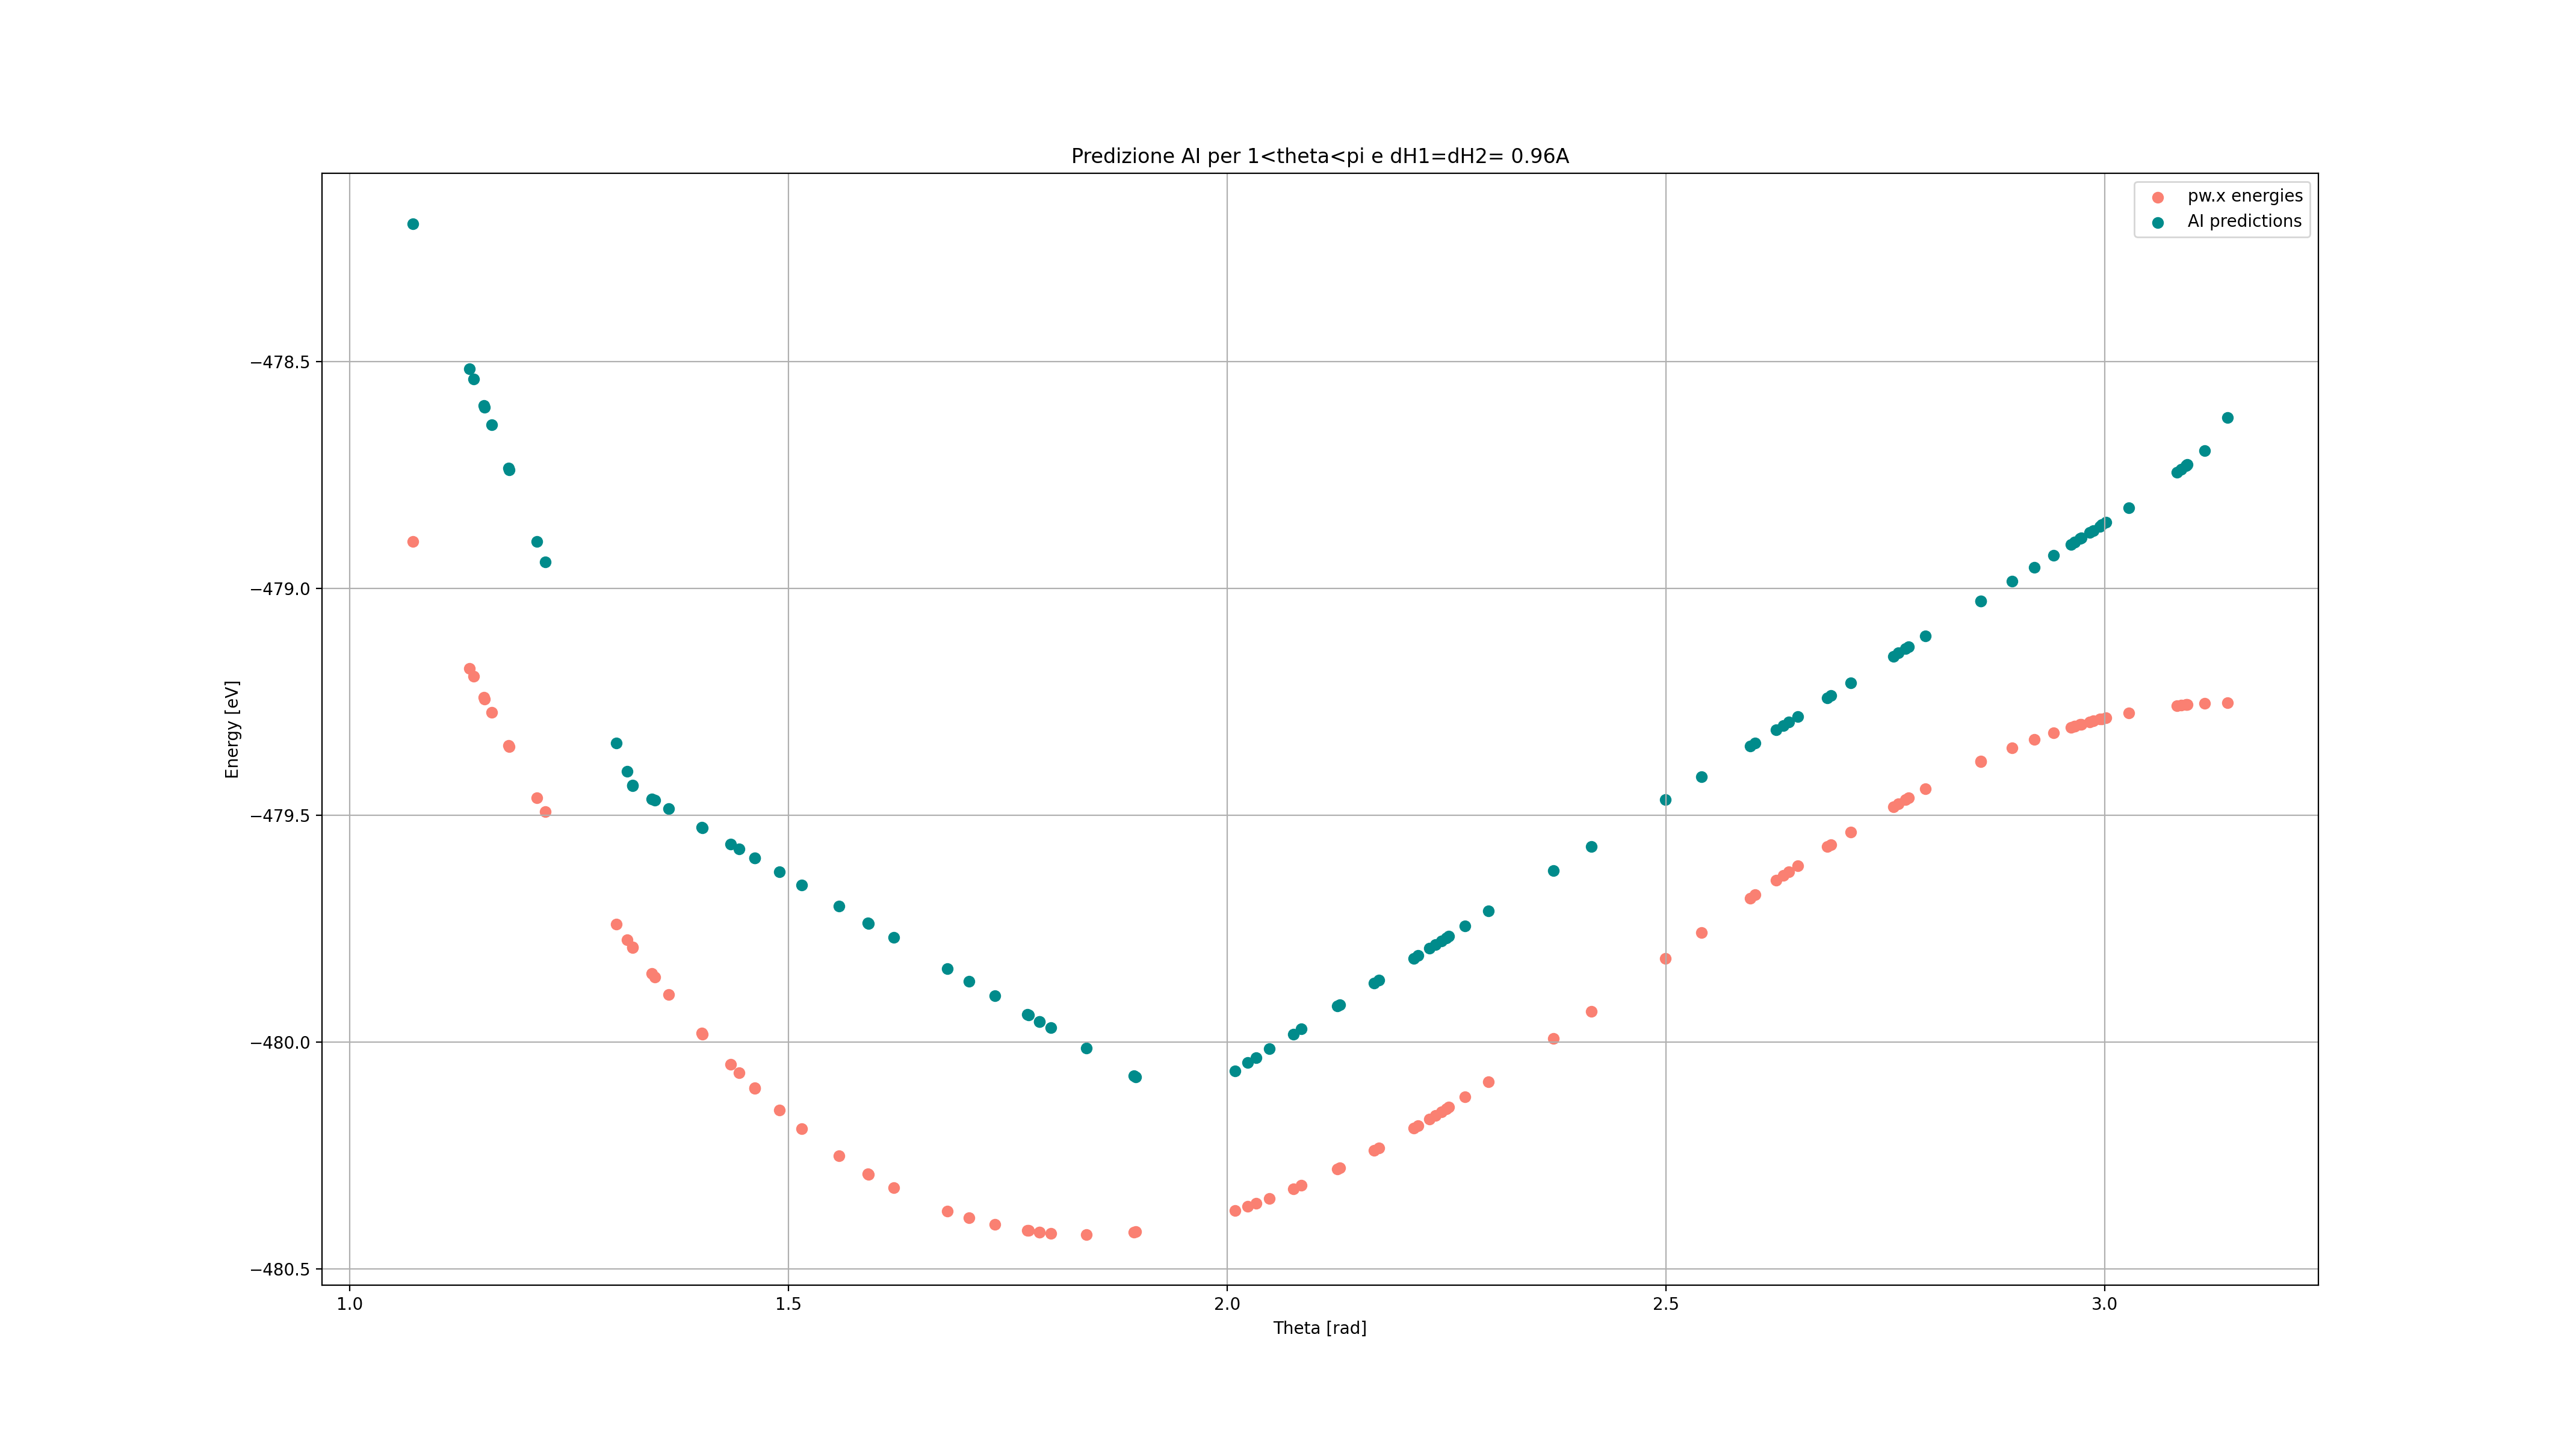 Predizione AI per 1<theta<pi e dH1=dH2= 0.96A
pw.x energies
AI predictions
−478.5
−479.0
−479.5
−480.0
−480.5
Energy [eV]
1.0
1.5
2.0
2.5
3.0
Theta [rad]